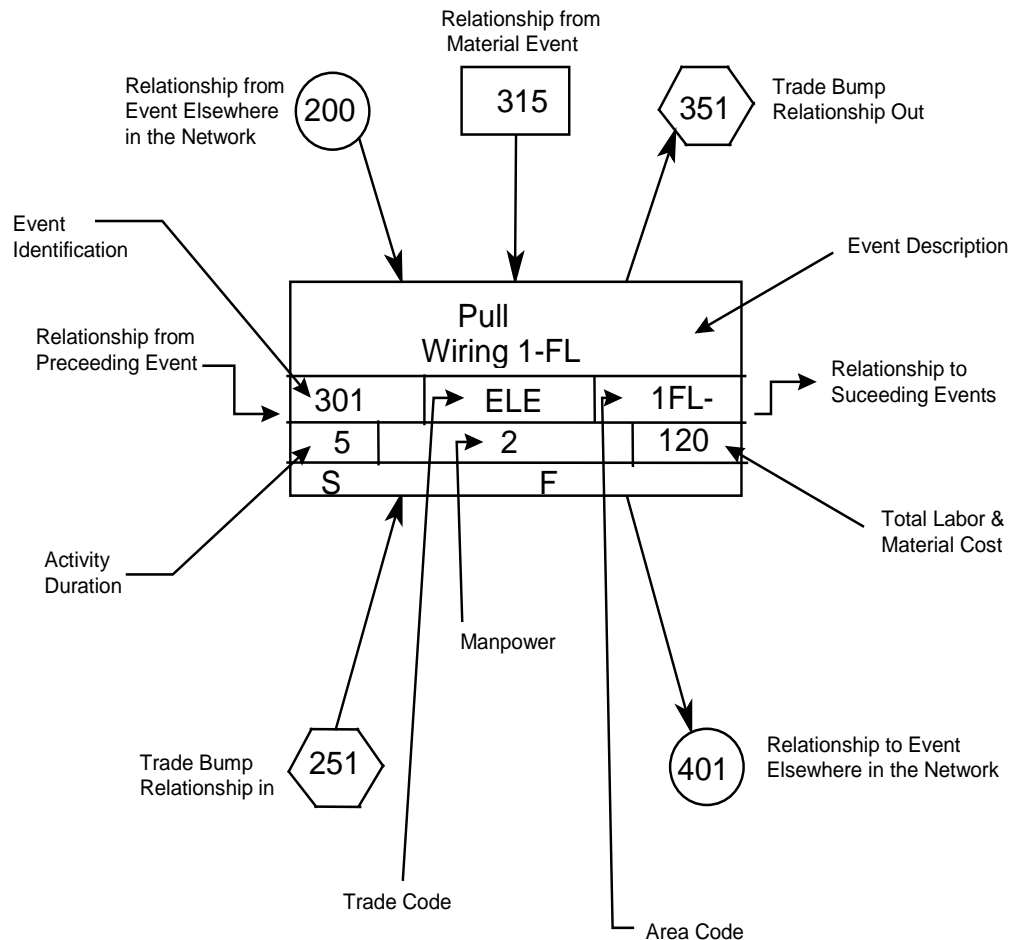 Relationship from
Material Event
Relationship from
Event Elsewhere
in the Network
200
315
351
Trade Bump
Relationship Out
Event
Identification
Event Description
Pull
Wiring 1-FL
Relationship from
Preceeding Event
Relationship to
Suceeding Events
301 ELE 1FL-
5 2 120
S F
Activity
Duration
Total Labor &
Material Cost
Manpower
Trade Bump
Relationship in
251
401
Relationship to Event
Elsewhere in the Network
Trade Code
Area Code